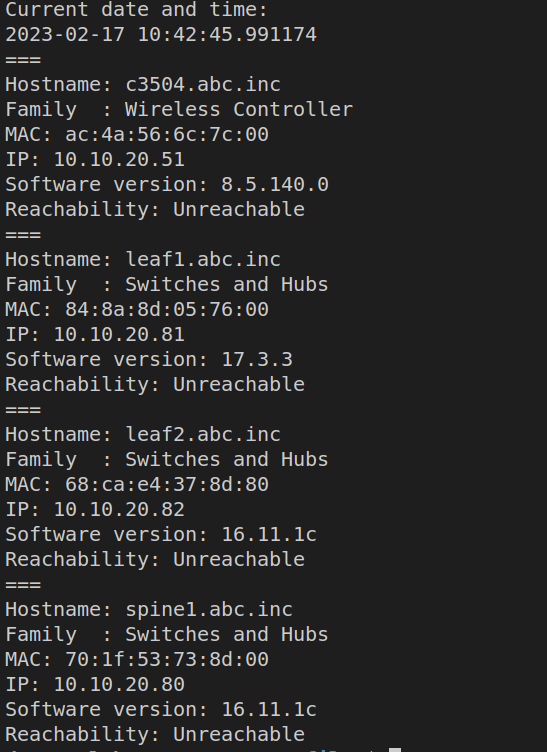 Current date and time:
2023-02-17 10:42:45.991174
===
Hostname: c3504.abc.inc
Family  : Wireless Controller
MAC: ac:4a:56:6c:7c:00
IP: 10.10.20.51
Software version: 8.5.140.0
Reachability: Unreachable
===
Hostname: leaf1.abc.inc
Family  : Switches and Hubs
MAC: 84:8a:8d:05:76:00
IP: 10.10.20.81
Software version: 17.3.3
Reachability: Unreachable
===
Hostname: leaf2.abc.inc
Family  : Switches and Hubs
MAC: 68:ca:e4:37:8d:80
IP: 10.10.20.82
Software version: 16.11.1c
Reachability: Unreachable
===
Hostname: spine1.abc.inc
Family  : Switches and Hubs
MAC: 70:1f:53:73:8d:00
IP: 10.10.20.80
Software version: 16.11.1c
Reachability: Unreachable